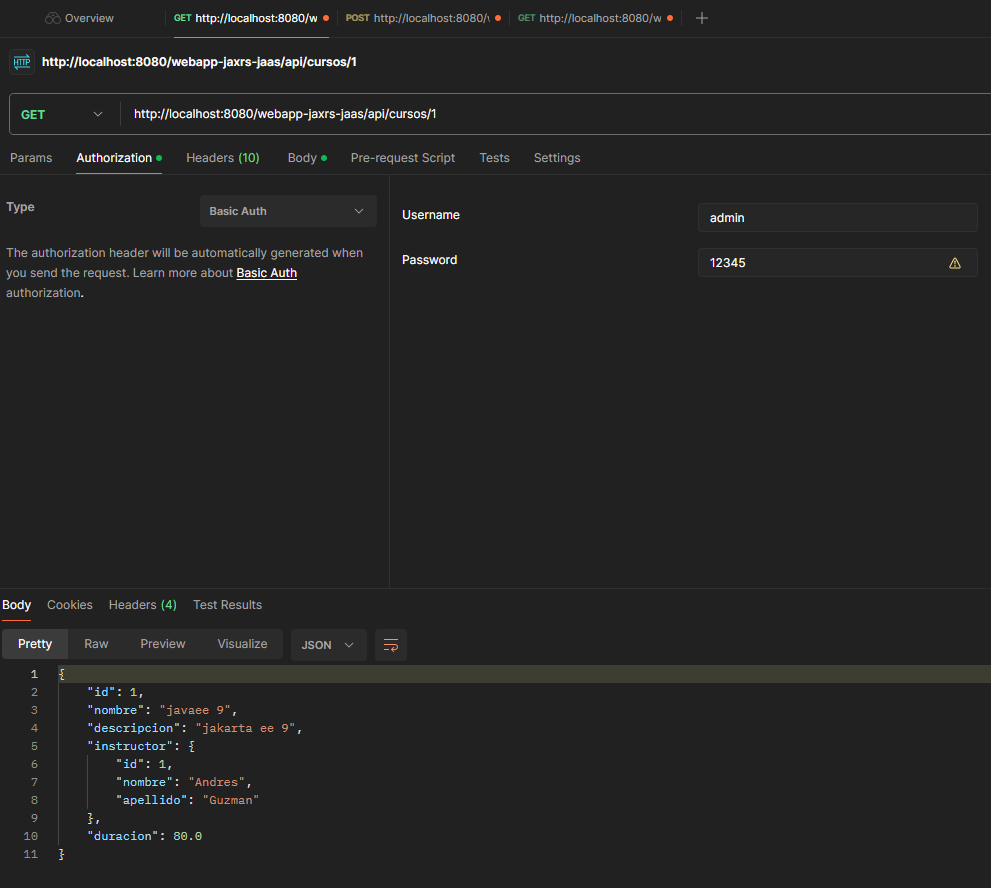 Overview
GET http://localhost:8080/w
POST http://localhost:8080/
GET http://localhost:8080/w
HTTP http://localhost:8080/webapp-jaxrs-jaas/api/cursos/1
GET http://localhost:8080/webapp-jaxrs-jaas/api/cursos/1
Params Authorization Headers (10) Body Pre-request Script Tests Settings
Type Basic Auth
The authorization header will be automatically generated when
you send the request. Learn more about Basic Auth
authorization.
Username admin
Password 12345
Body Cookies Headers (4) Test Results
Pretty Raw Preview Visualize JSON
1 {
2 "id": 1,
3 "nombre": "javaee 9",
4 "descripcion": "jakarta ee 9",
5 "instructor": {
6 "id": 1,
7 "nombre": "Andres",
8 "apellido": "Guzman"
9 },
10 "duracion": 80.0
11 }